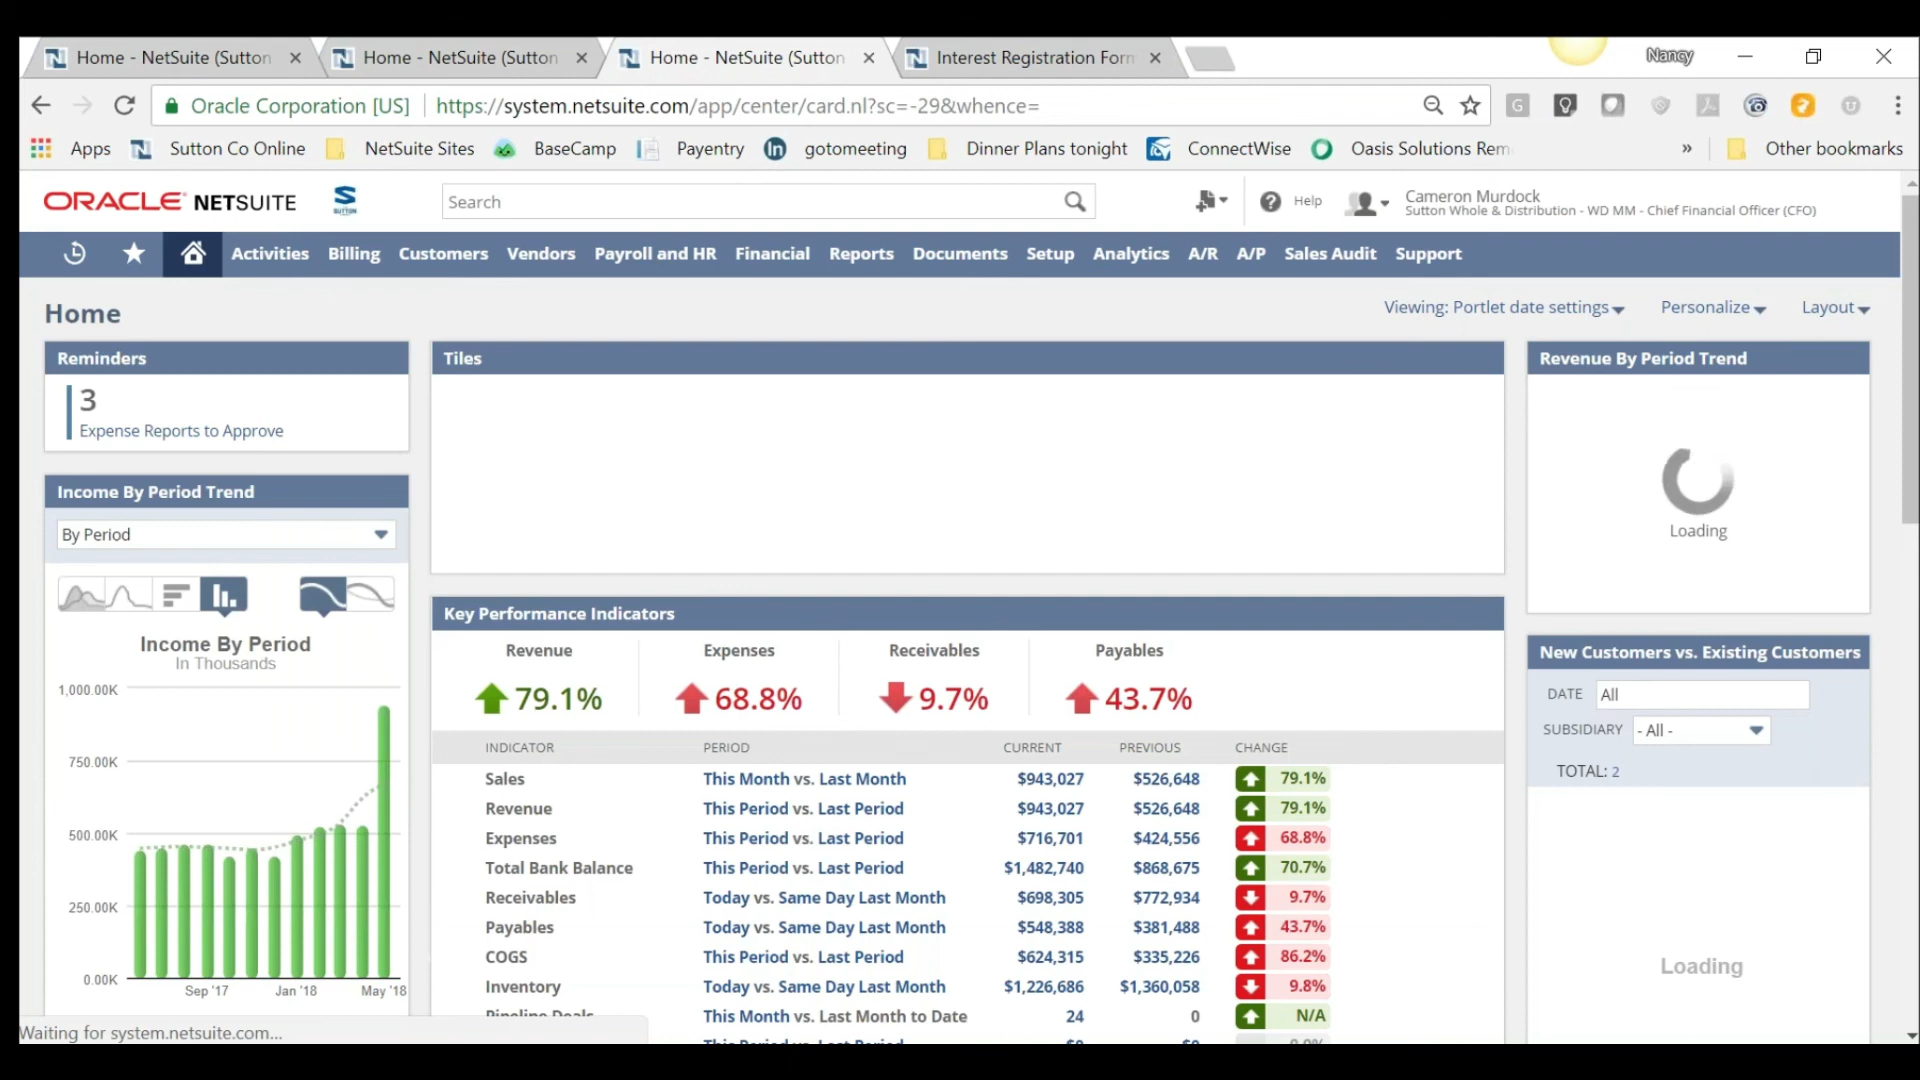 Home - NetSuite (Sutton
Home - NetSuite (Sutton
Home - NetSuite (Sutton
Interest Registration Form
Nancy
Oracle Corporation [US]
https://system.netsuite.com/app/center/card.nl?sc=-29&whence=
Apps
Sutton Co Online
NetSuite Sites
BaseCamp
Payentry
gotomeeting
Dinner Plans tonight
ConnectWise
Oasis Solutions Rem
»
Other bookmarks
ORACLE NETSUITE
SUTTON
Search
Help
Cameron Murdock
Sutton Whole & Distribution - WD MM - Chief Financial Officer (CFO)
Activities Billing Customers Vendors Payroll and HR Financial Reports Documents Setup Analytics A/R A/P Sales Audit Support
Home
Viewing: Portlet date settings
Personalize
Layout
Reminders
3
Expense Reports to Approve
Income By Period Trend
By Period
Income By Period
In Thousands
1,000.00K
750.00K
500.00K
250.00K
0.00K
Sep '17 Jan '18 May '18
Tiles
Key Performance Indicators
Revenue Expenses Receivables Payables
79.1% 68.8% 9.7% 43.7%
INDICATOR PERIOD CURRENT PREVIOUS CHANGE
Sales This Month vs. Last Month $943,027 $526,648 79.1%
Revenue This Period vs. Last Period $943,027 $526,648 79.1%
Expenses This Period vs. Last Period $716,701 $424,556 68.8%
Total Bank Balance This Period vs. Last Period $1,482,740 $868,675 70.7%
Receivables Today vs. Same Day Last Month $698,305 $772,934 9.7%
Payables Today vs. Same Day Last Month $548,388 $381,488 43.7%
COGS This Period vs. Last Period $624,315 $335,226 86.2%
Inventory Today vs. Same Day Last Month $1,226,686 $1,360,058 9.8%
Pipeline Deals This Month vs. Last Month to Date 24 0 N/A
This Period vs. Last Period $0 $0 0.0%
Revenue By Period Trend
Loading
New Customers vs. Existing Customers
DATE All
SUBSIDIARY - All -
TOTAL: 2
Loading
Waiting for system.netsuite.com...